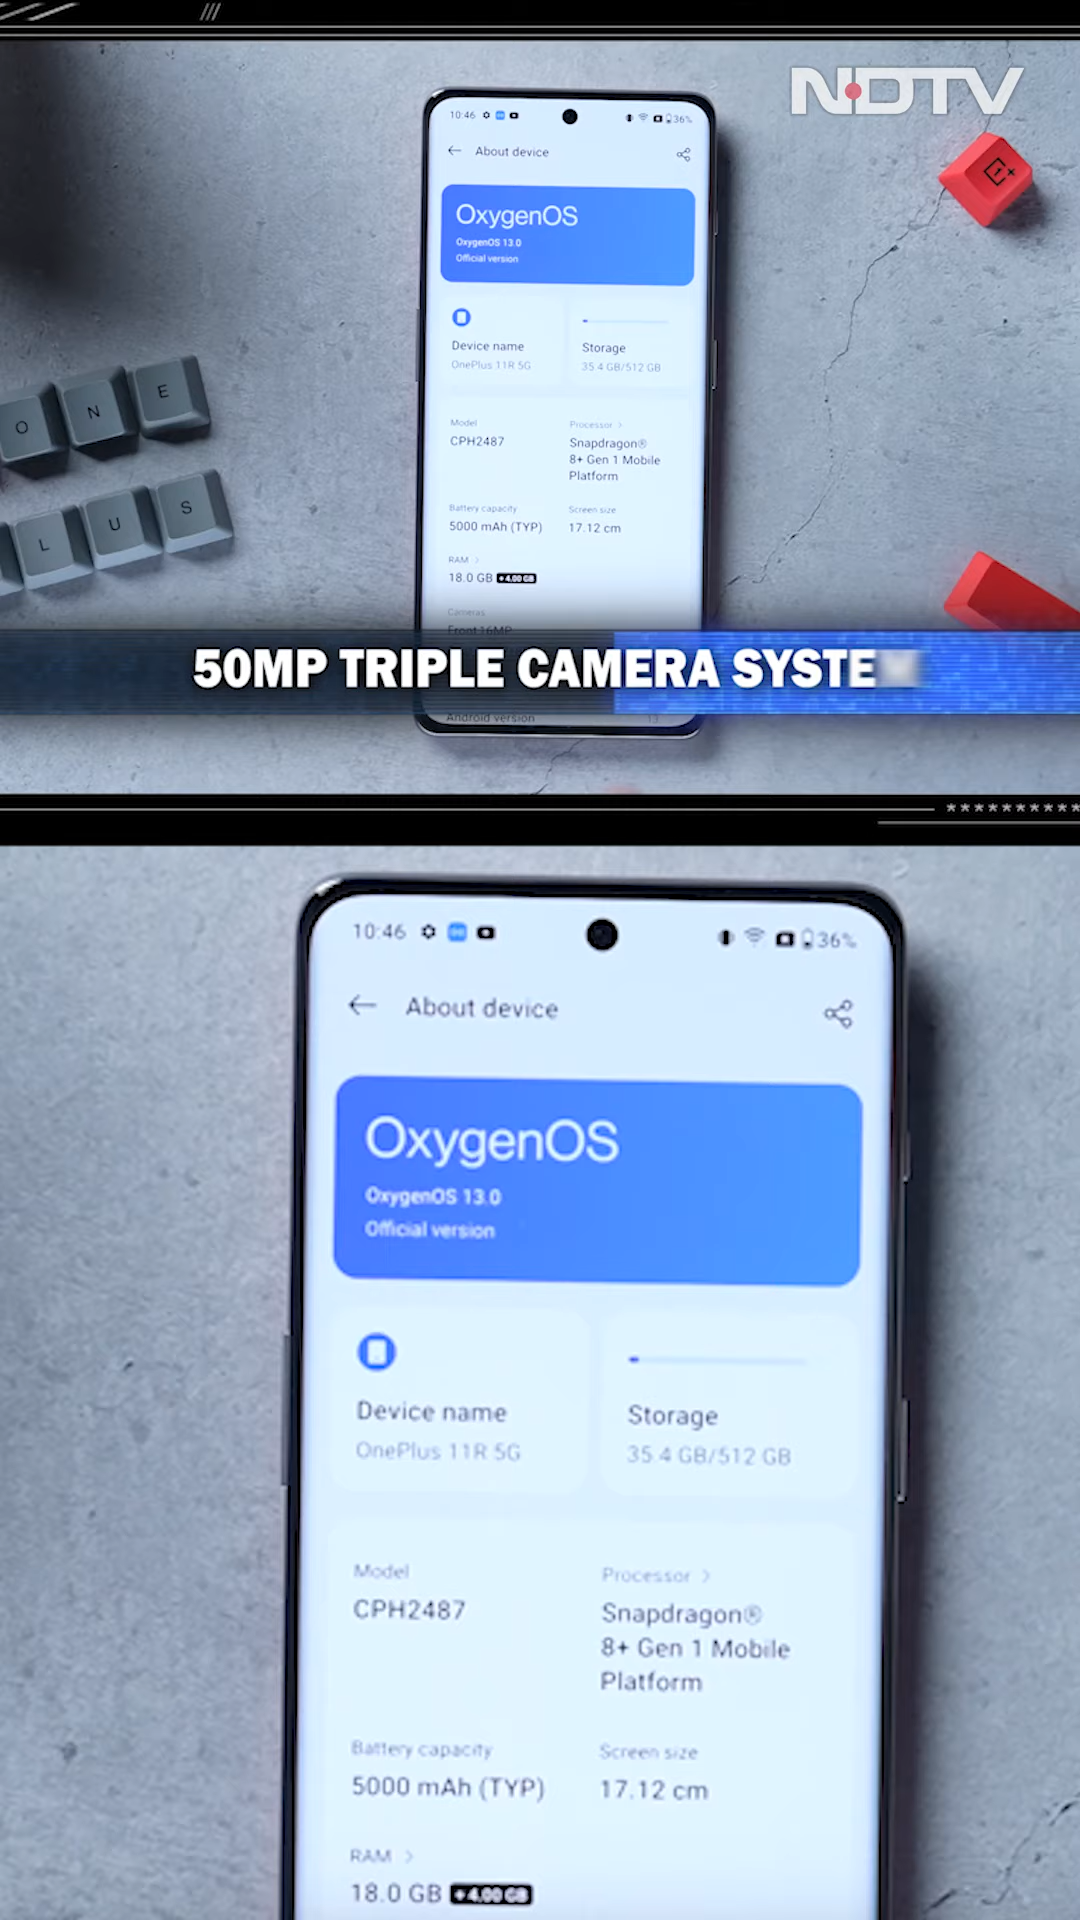 NDTV
10:46
36%
About device
OxygenOS
OxygenOS 13.0
Official version
Device name
OnePlus 11R 5G
Storage
35.4 GB/512 GB
Model
CPH2487
Processor >
Snapdragon®
8+ Gen 1 Mobile
Platform
Battery capacity
5000 mAh (TYP)
Screen size
17.12 cm
RAM >
18.0 GB +4.00 GB
Cameras
Front 16MP
O N E
L U S
50MP TRIPLE CAMERA SYSTE
Android version
13
**********
10:46
36%
About device
OxygenOS
OxygenOS 13.0
Official version
Device name
OnePlus 11R 5G
Storage
35.4 GB/512 GB
Model
CPH2487
Processor >
Snapdragon®
8+ Gen 1 Mobile
Platform
Battery capacity
5000 mAh (TYP)
Screen size
17.12 cm
RAM >
18.0 GB +4.00 GB